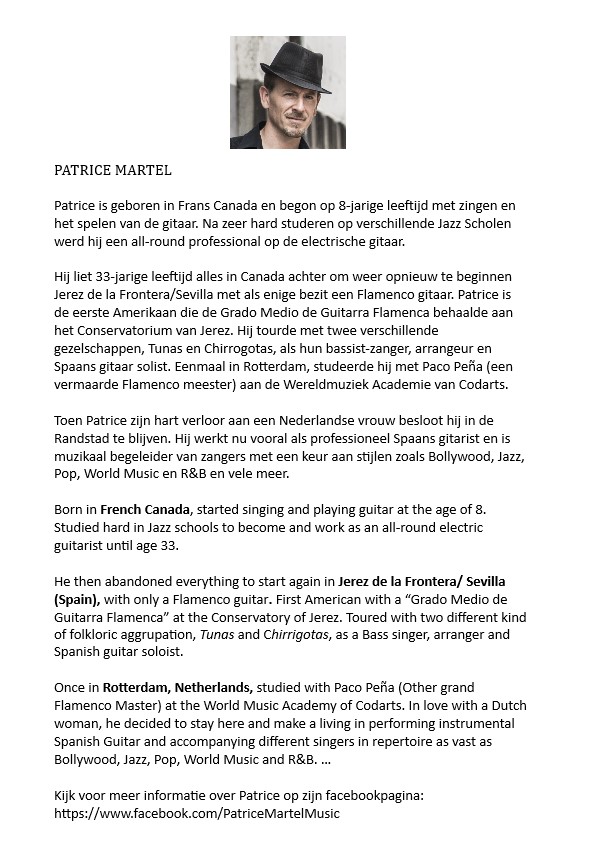 PATRICE MARTEL
Patrice is geboren in Frans Canada en begon op 8-jarige leeftijd met zingen en
het spelen van de gitaar. Na zeer hard studeren op verschillende Jazz Scholen
werd hij een all-round professional op de electrische gitaar.
Hij liet 33-jarige leeftijd alles in Canada achter om weer opnieuw te beginnen
Jerez de la Frontera/Sevilla met als enige bezit een Flamenco gitaar. Patrice is
de eerste Amerikaan die de Grado Medio de Guitarra Flamenca behaalde aan
het Conservatorium van Jerez. Hij tourde met twee verschillende
gezelschappen, Tunas en Chirrogotas, als hun bassist-zanger, arrangeur en
Spaans gitaar solist. Eenmaal in Rotterdam, studeerde hij met Paco Peña (een
vermaarde Flamenco meester) aan de Wereldmuziek Academie van Codarts.
Toen Patrice zijn hart verloor aan een Nederlandse vrouw besloot hij in de
Randstad te blijven. Hij werkt nu vooral als professioneel Spaans gitarist en is
muzikaal begeleider van zangers met een keur aan stijlen zoals Bollywood, Jazz,
Pop, World Music en R&B en vele meer.
Born in French Canada, started singing and playing guitar at the age of 8.
Studied hard in Jazz schools to become and work as an all-round electric
guitarist until age 33.
He then abandoned everything to start again in Jerez de la Frontera/ Sevilla
(Spain), with only a Flamenco guitar. First American with a “Grado Medio de
Guitarra Flamenca” at the Conservatory of Jerez. Toured with two different kind
of folkloric aggrupation, Tunas and Chirrigotas, as a Bass singer, arranger and
Spanish guitar soloist.
Once in Rotterdam, Netherlands, studied with Paco Peña (Other grand
Flamenco Master) at the World Music Academy of Codarts. In love with a Dutch
woman, he decided to stay here and make a living in performing instrumental
Spanish Guitar and accompanying different singers in repertoire as vast as
Bollywood, Jazz, Pop, World Music and R&B. ...
Kijk voor meer informatie over Patrice op zijn facebookpagina:
https://www.facebook.com/PatriceMartelMusic